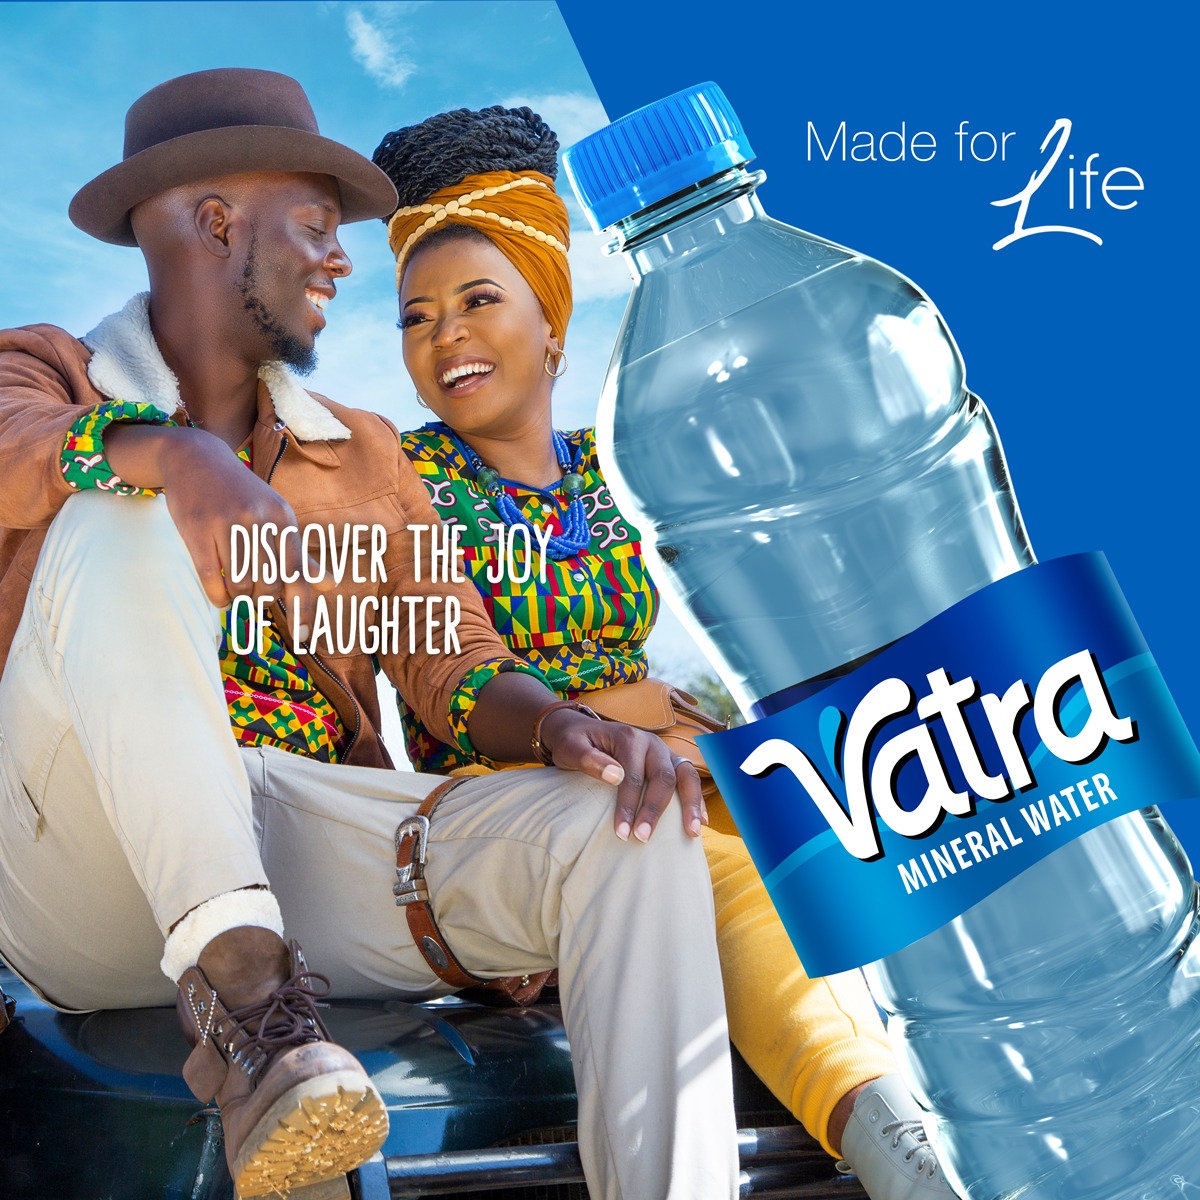 Made for Life
DISCOVER THE JOY
OF LAUGHTER
Vatra
MINERAL WATER